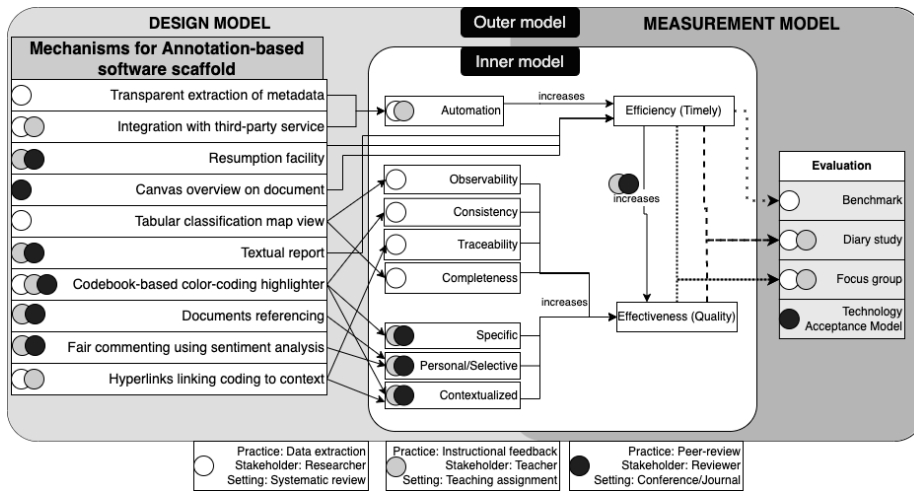 DESIGN MODEL
Outer model
MEASUREMENT MODEL
Mechanisms for Annotation-based
software scaffold
Inner model
Transparent extraction of metadata
Integration with third-party service
Resumption facility
Canvas overview on document
Tabular classification map view
Textual report
Codebook-based color-coding highlighter
Documents referencing
Fair commenting using sentiment analysis
Hyperlinks linking coding to context
Automation
increases
Efficiency (Timely)
Observability
Consistency
Traceability
Completeness
increases
increases
Effectiveness (Quality)
Specific
Personal/Selective
Contextualized
Evaluation
Benchmark
Diary study
Focus group
Technology
Acceptance Model
Practice: Data extraction
Stakeholder: Researcher
Setting: Systematic review
Practice: Instructional feedback
Stakeholder: Teacher
Setting: Teaching assignment
Practice: Peer-review
Stakeholder: Reviewer
Setting: Conference/Journal